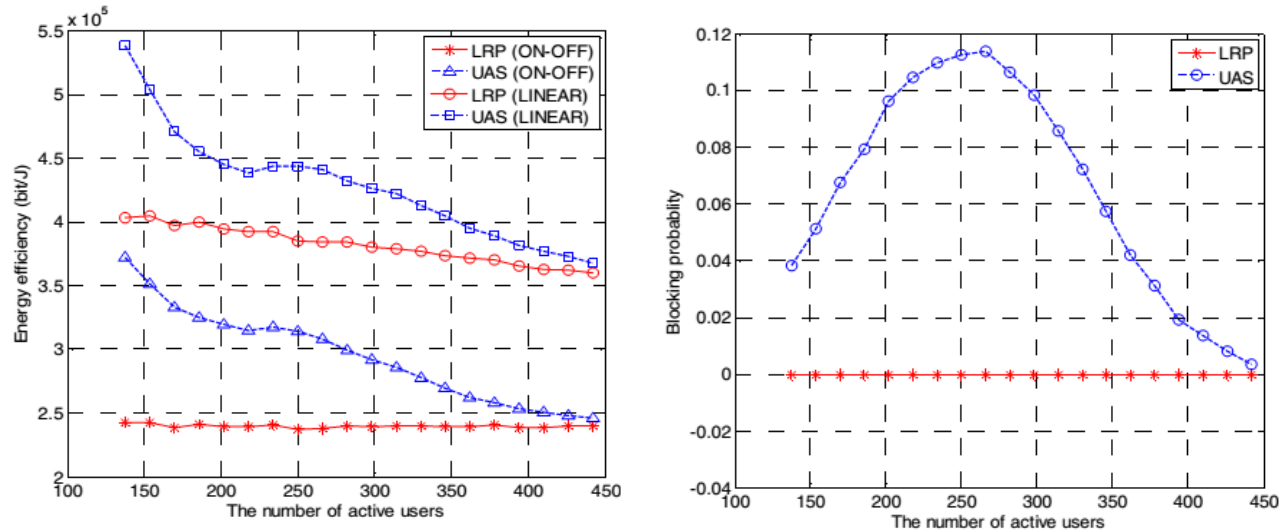 x 10^5
5.5
5
4.5
4
3.5
3
2.5
2
100 150 200 250 300 350 400 450
The number of active users
Energy efficiency (bit/J)
LRP (ON-OFF)
UAS (ON-OFF)
LRP (LINEAR)
UAS (LINEAR)
0.12
0.1
0.08
0.06
0.04
0.02
0
-0.02
-0.04
100 150 200 250 300 350 400 450
The number of active users
Blocking probablity
LRP
UAS